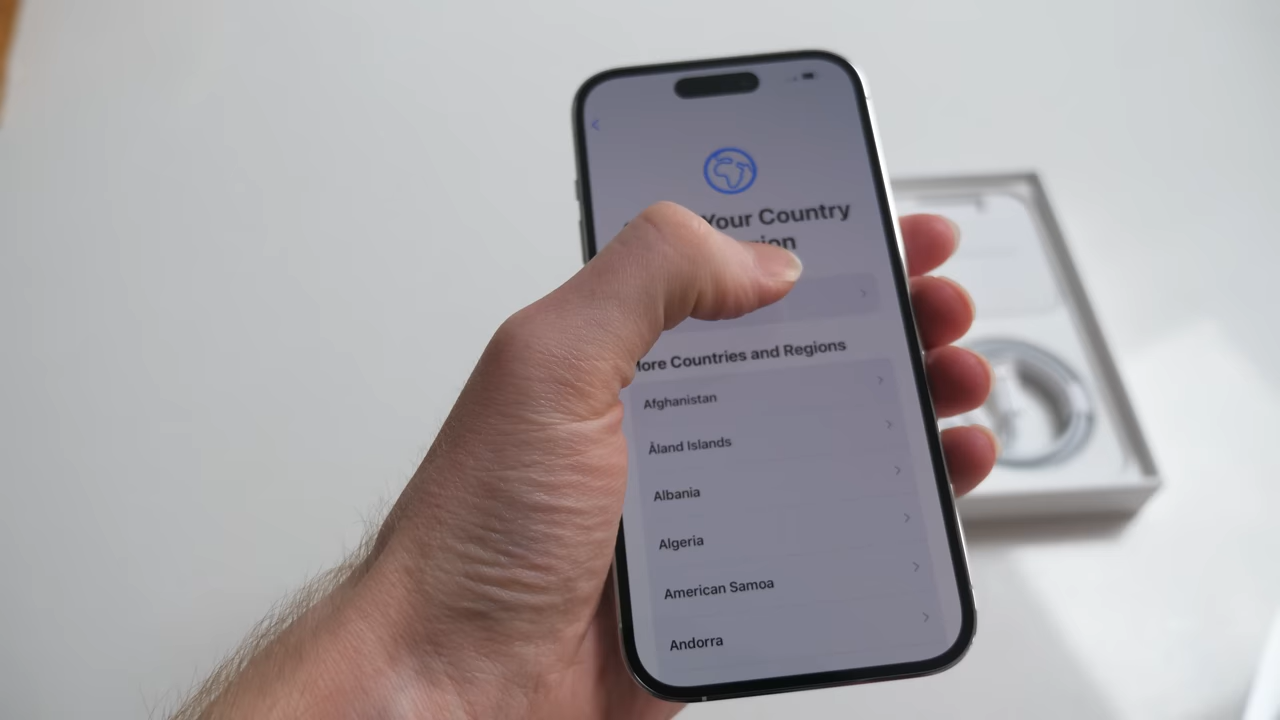 Your Country
More Countries and Regions
Afghanistan
Åland Islands
Albania
Algeria
American Samoa
Andorra